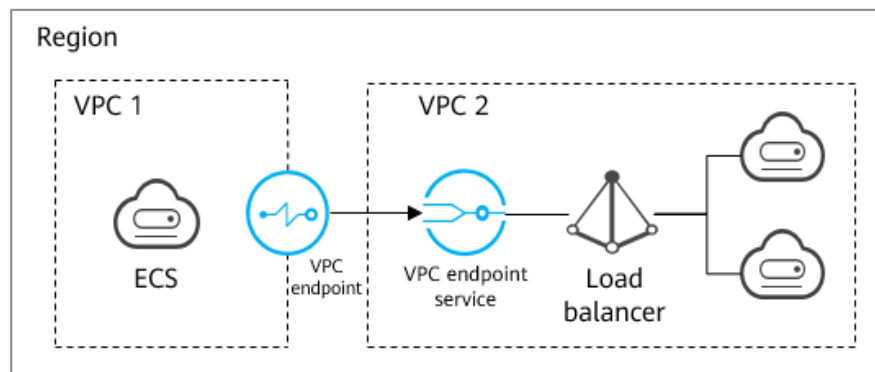 Region
VPC 1
VPC 2
ECS
VPC
endpoint
VPC endpoint
service
Load
balancer